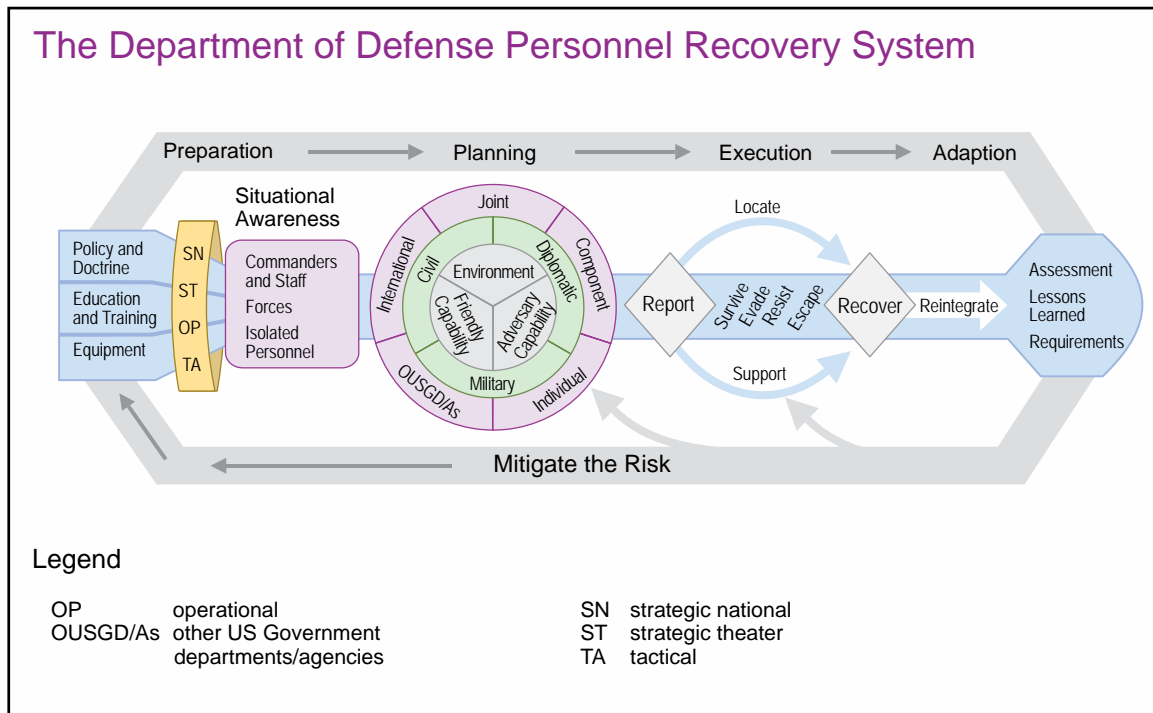 The Department of Defense Personnel Recovery System
Preparation
Planning
Execution
Adaption
Situational
Awareness
Policy and
Doctrine
Education
and Training
Equipment
SN
ST
OP
TA
Commanders
and Staff
Forces
Isolated
Personnel
Joint
International
Component
OUSGD/As
Individual
Civil
Diplomatic
Military
Environment
Friendly
Capability
Adversary
Capability
Report
Locate
Survive
Evade
Resist
Escape
Support
Recover
Reintegrate
Assessment
Lessons
Learned
Requirements
Mitigate the Risk
Legend
OP operational
OUSGD/As other US Government
departments/agencies
SN strategic national
ST strategic theater
TA tactical